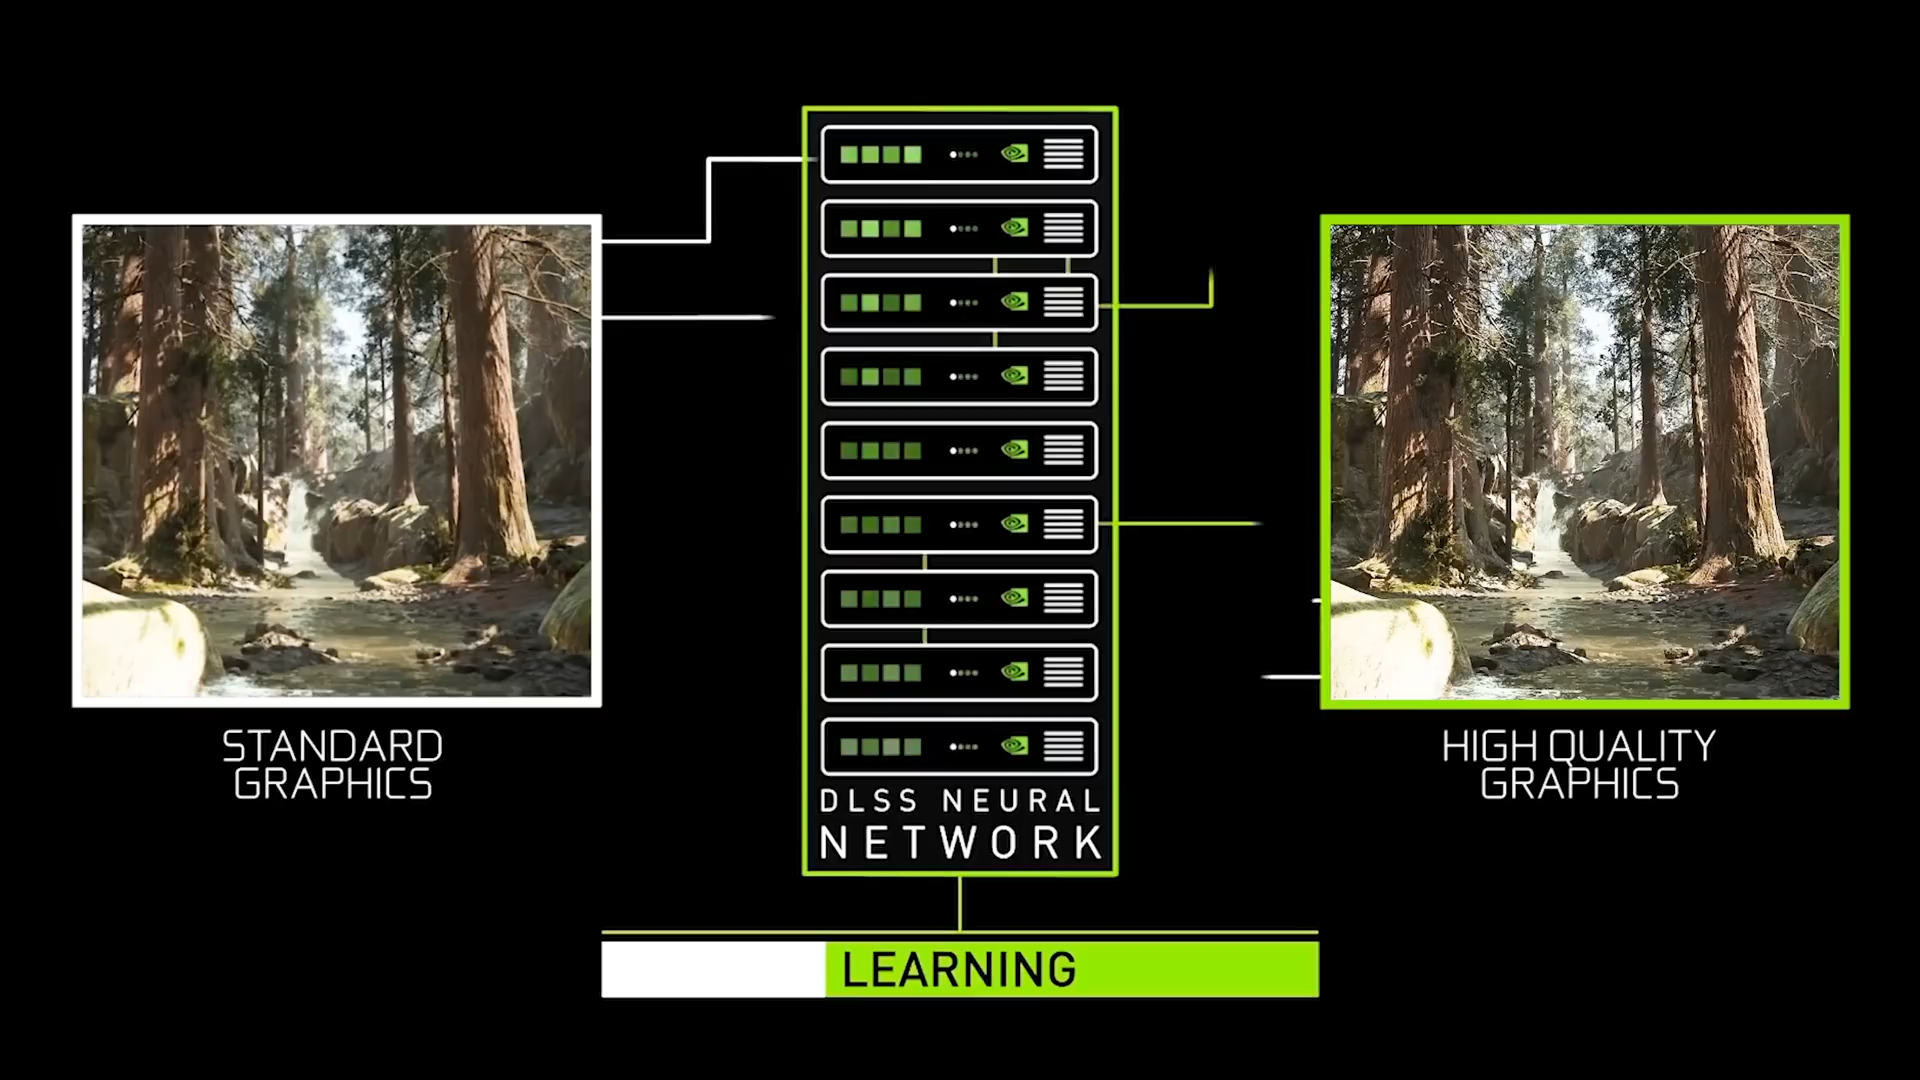 STANDARD
GRAPHICS
DLSS NEURAL
NETWORK
HIGH QUALITY
GRAPHICS
LEARNING